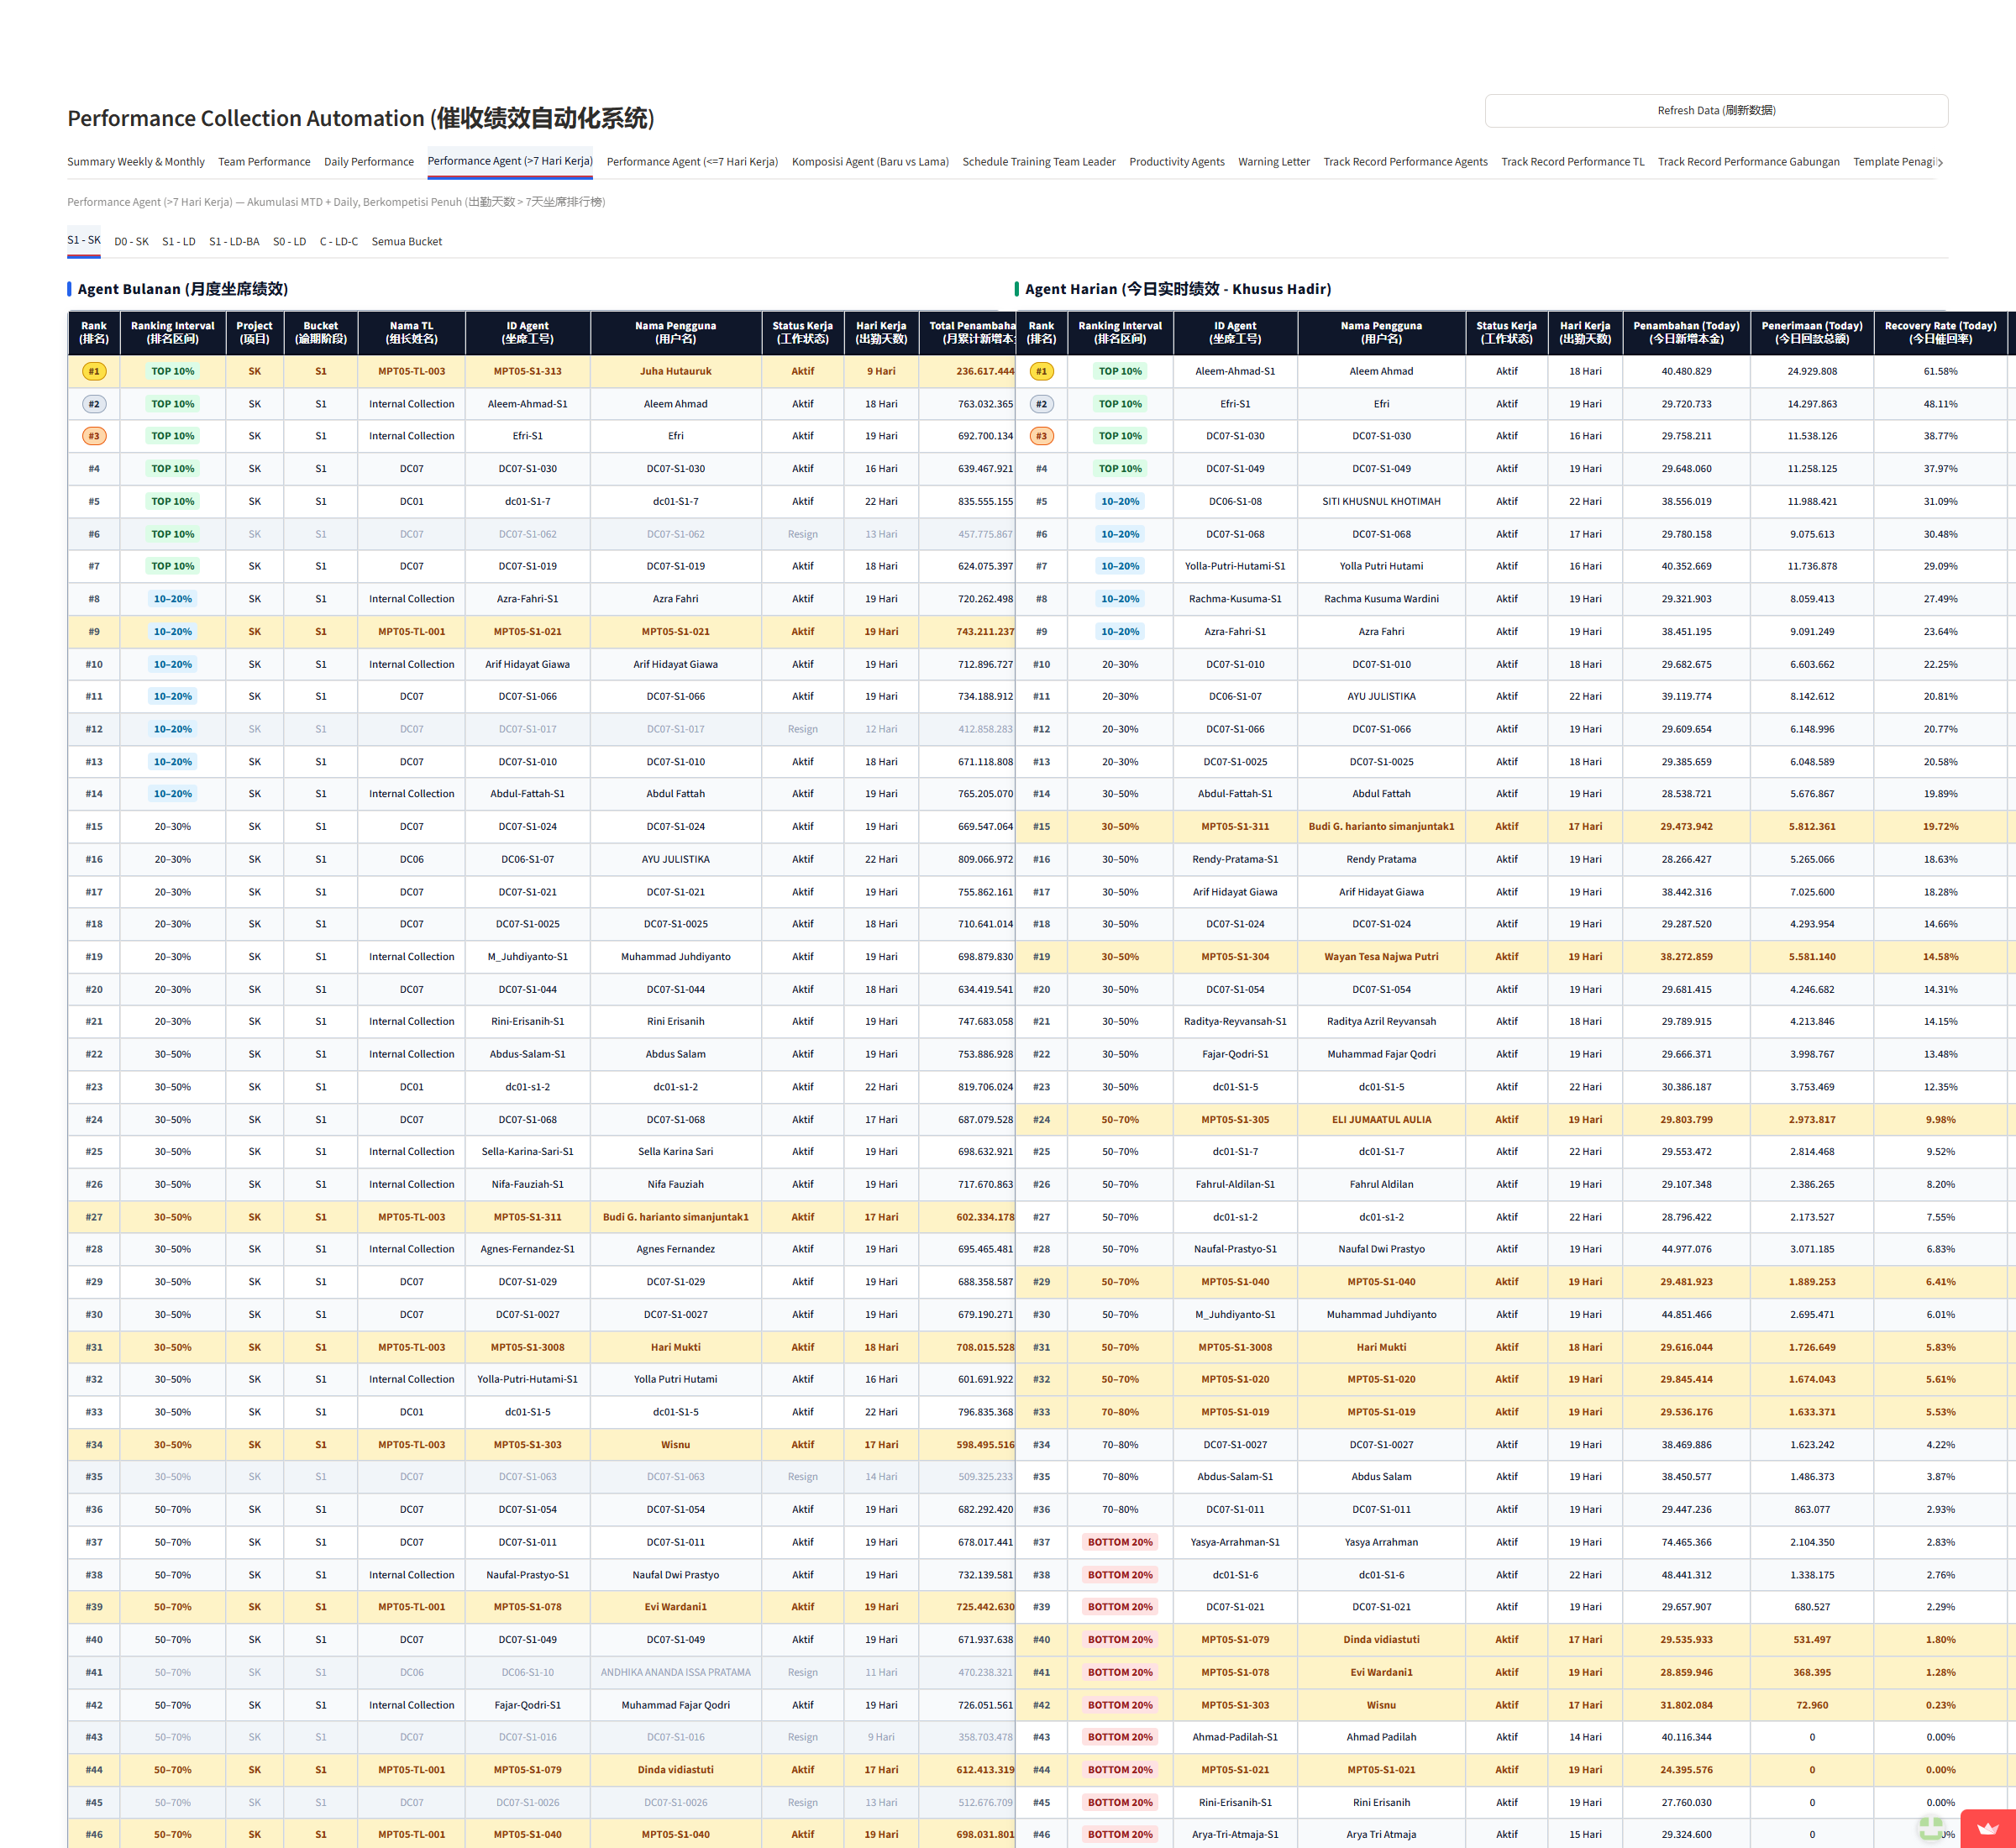 Performance Collection Automation (催收绩效自动化系统)
Refresh Data (刷新数据)
Summary Weekly & Monthly Team Performance Daily Performance Performance Agent (>7 Hari Kerja) Performance Agent (<=7 Hari Kerja) Komposisi Agent (Baru vs Lama) Schedule Training Team Leader Productivity Agents Warning Letter Track Record Performance Agents Track Record Performance TL Track Record Performance Gabungan Template Penagi
Performance Agent (>7 Hari Kerja) — Akumulasi MTD + Daily, Berkompetisi Penuh (出勤天数 > 7天坐席排行榜)
S1 - SK D0 - SK S1 - LD S1 - LD-BA S0 - LD C - LD-C Semua Bucket
Agent Bulanan (月度坐席绩效)
Rank Ranking Interval Project Bucket Nama TL ID Agent Nama Pengguna Status Kerja Hari Kerja Total Penambaha
(排名) (排名区间) (项目) (逾期阶段) (组长姓名) (坐席工号) (用户名) (工作状态) (出勤天数) (月累计新增本
#1 TOP 10% SK S1 MPT05-TL-003 MPT05-S1-313 Juha Hutauruk Aktif 9 Hari 236.617.444
#2 TOP 10% SK S1 Internal Collection Aleem-Ahmad-S1 Aleem Ahmad Aktif 18 Hari 763.032.365
#3 TOP 10% SK S1 Internal Collection Efri-S1 Efri Aktif 19 Hari 692.700.134
#4 TOP 10% SK S1 DC07 DC07-S1-030 DC07-S1-030 Aktif 16 Hari 639.467.921
#5 TOP 10% SK S1 DC01 dc01-S1-7 dc01-S1-7 Aktif 22 Hari 835.555.155
#6 TOP 10% SK S1 DC07 DC07-S1-062 DC07-S1-062 Resign 13 Hari 457.775.867
#7 TOP 10% SK S1 DC07 DC07-S1-019 DC07-S1-019 Aktif 18 Hari 624.075.397
#8 10–20% SK S1 Internal Collection Azra-Fahri-S1 Azra Fahri Aktif 19 Hari 720.262.498
#9 10–20% SK S1 MPT05-TL-001 MPT05-S1-021 MPT05-S1-021 Aktif 19 Hari 743.211.237
#10 10–20% SK S1 Internal Collection Arif Hidayat Giawa Arif Hidayat Giawa Aktif 19 Hari 712.896.727
#11 10–20% SK S1 DC07 DC07-S1-066 DC07-S1-066 Aktif 19 Hari 734.188.912
#12 10–20% SK S1 DC07 DC07-S1-017 DC07-S1-017 Resign 12 Hari 412.858.283
#13 10–20% SK S1 DC07 DC07-S1-010 DC07-S1-010 Aktif 18 Hari 671.118.808
#14 10–20% SK S1 Internal Collection Abdul-Fattah-S1 Abdul Fattah Aktif 19 Hari 765.205.070
#15 20–30% SK S1 DC07 DC07-S1-024 DC07-S1-024 Aktif 19 Hari 669.547.064
#16 20–30% SK S1 DC06 DC06-S1-07 AYU JULISTIKA Aktif 22 Hari 809.066.972
#17 20–30% SK S1 DC07 DC07-S1-021 DC07-S1-021 Aktif 19 Hari 755.862.161
#18 20–30% SK S1 DC07 DC07-S1-0025 DC07-S1-0025 Aktif 18 Hari 710.641.014
#19 20–30% SK S1 Internal Collection M_Juhdiyanto-S1 Muhammad Juhdiyanto Aktif 19 Hari 698.879.830
#20 20–30% SK S1 DC07 DC07-S1-044 DC07-S1-044 Aktif 18 Hari 634.419.541
#21 20–30% SK S1 Internal Collection Rini-Erisanih-S1 Rini Erisanih Aktif 19 Hari 747.683.058
#22 30–50% SK S1 Internal Collection Abdus-Salam-S1 Abdus Salam Aktif 19 Hari 753.886.928
#23 30–50% SK S1 DC01 dc01-s1-2 dc01-s1-2 Aktif 22 Hari 819.706.024
#24 30–50% SK S1 DC07 DC07-S1-068 DC07-S1-068 Aktif 17 Hari 687.079.528
#25 30–50% SK S1 Internal Collection Sella-Karina-Sari-S1 Sella Karina Sari Aktif 19 Hari 698.632.921
#26 30–50% SK S1 Internal Collection Nifa-Fauziah-S1 Nifa Fauziah Aktif 19 Hari 717.670.863
#27 30–50% SK S1 MPT05-TL-003 MPT05-S1-311 Budi G. harianto simanjuntak1 Aktif 17 Hari 602.334.178
#28 30–50% SK S1 Internal Collection Agnes-Fernandez-S1 Agnes Fernandez Aktif 19 Hari 695.465.481
#29 30–50% SK S1 DC07 DC07-S1-029 DC07-S1-029 Aktif 19 Hari 688.358.587
#30 30–50% SK S1 DC07 DC07-S1-0027 DC07-S1-0027 Aktif 19 Hari 679.190.271
#31 30–50% SK S1 MPT05-TL-003 MPT05-S1-3008 Hari Mukti Aktif 18 Hari 708.015.528
#32 30–50% SK S1 Internal Collection Yolla-Putri-Hutami-S1 Yolla Putri Hutami Aktif 16 Hari 601.691.922
#33 30–50% SK S1 DC01 dc01-S1-5 dc01-S1-5 Aktif 22 Hari 796.835.368
#34 30–50% SK S1 MPT05-TL-003 MPT05-S1-303 Wisnu Aktif 17 Hari 598.495.516
#35 30–50% SK S1 DC07 DC07-S1-063 DC07-S1-063 Resign 14 Hari 509.325.233
#36 50–70% SK S1 DC07 DC07-S1-054 DC07-S1-054 Aktif 19 Hari 682.292.420
#37 50–70% SK S1 DC07 DC07-S1-011 DC07-S1-011 Aktif 19 Hari 678.017.441
#38 50–70% SK S1 Internal Collection Naufal-Prastyo-S1 Naufal Dwi Prastyo Aktif 19 Hari 732.139.581
#39 50–70% SK S1 MPT05-TL-001 MPT05-S1-078 Evi Wardani1 Aktif 19 Hari 725.442.630
#40 50–70% SK S1 DC07 DC07-S1-049 DC07-S1-049 Aktif 19 Hari 671.937.638
#41 50–70% SK S1 DC06 DC06-S1-10 ANDHIKA ANANDA ISSA PRATAMA Resign 11 Hari 470.238.321
#42 50–70% SK S1 Internal Collection Fajar-Qodri-S1 Muhammad Fajar Qodri Aktif 19 Hari 726.051.561
#43 50–70% SK S1 DC07 DC07-S1-016 DC07-S1-016 Resign 9 Hari 358.703.478
#44 50–70% SK S1 MPT05-TL-001 MPT05-S1-079 Dinda vidiastuti Aktif 17 Hari 612.413.319
#45 50–70% SK S1 DC07 DC07-S1-0026 DC07-S1-0026 Resign 13 Hari 512.676.709
#46 50–70% SK S1 MPT05-TL-001 MPT05-S1-040 MPT05-S1-040 Aktif 19 Hari 698.031.801
Agent Harian (今日实时绩效 - Khusus Hadir)
Rank Ranking Interval ID Agent Nama Pengguna Status Kerja Hari Kerja Penambahan (Today) Penerimaan (Today) Recovery Rate (Today)
(排名) (排名区间) (坐席工号) (用户名) (工作状态) (出勤天数) (今日新增本金) (今日回款总额) (今日催回率)
#1 TOP 10% Aleem-Ahmad-S1 Aleem Ahmad Aktif 18 Hari 40.480.829 24.929.808 61.58%
#2 TOP 10% Efri-S1 Efri Aktif 19 Hari 29.720.733 14.297.863 48.11%
#3 TOP 10% DC07-S1-030 DC07-S1-030 Aktif 16 Hari 29.758.211 11.538.126 38.77%
#4 TOP 10% DC07-S1-049 DC07-S1-049 Aktif 19 Hari 29.648.060 11.258.125 37.97%
#5 10–20% DC06-S1-08 SITI KHUSNUL KHOTIMAH Aktif 22 Hari 38.556.019 11.988.421 31.09%
#6 10–20% DC07-S1-068 DC07-S1-068 Aktif 17 Hari 29.780.158 9.075.613 30.48%
#7 10–20% Yolla-Putri-Hutami-S1 Yolla Putri Hutami Aktif 16 Hari 40.352.669 11.736.878 29.09%
#8 10–20% Rachma-Kusuma-S1 Rachma Kusuma Wardini Aktif 19 Hari 29.321.903 8.059.413 27.49%
#9 10–20% Azra-Fahri-S1 Azra Fahri Aktif 19 Hari 38.451.195 9.091.249 23.64%
#10 20–30% DC07-S1-010 DC07-S1-010 Aktif 18 Hari 29.682.675 6.603.662 22.25%
#11 20–30% DC06-S1-07 AYU JULISTIKA Aktif 22 Hari 39.119.774 8.142.612 20.81%
#12 20–30% DC07-S1-066 DC07-S1-066 Aktif 19 Hari 29.609.654 6.148.996 20.77%
#13 20–30% DC07-S1-0025 DC07-S1-0025 Aktif 18 Hari 29.385.659 6.048.589 20.58%
#14 30–50% Abdul-Fattah-S1 Abdul Fattah Aktif 19 Hari 28.538.721 5.676.867 19.89%
#15 30–50% MPT05-S1-311 Budi G. harianto simanjuntak1 Aktif 17 Hari 29.473.942 5.812.361 19.72%
#16 30–50% Rendy-Pratama-S1 Rendy Pratama Aktif 19 Hari 28.266.427 5.265.066 18.63%
#17 30–50% Arif Hidayat Giawa Arif Hidayat Giawa Aktif 19 Hari 38.442.316 7.025.600 18.28%
#18 30–50% DC07-S1-024 DC07-S1-024 Aktif 19 Hari 29.287.520 4.293.954 14.66%
#19 30–50% MPT05-S1-304 Wayan Tesa Najwa Putri Aktif 19 Hari 38.272.859 5.581.140 14.58%
#20 30–50% DC07-S1-054 DC07-S1-054 Aktif 19 Hari 29.681.415 4.246.682 14.31%
#21 30–50% Raditya-Reyvansah-S1 Raditya Azril Reyvansah Aktif 18 Hari 29.789.915 4.213.846 14.15%
#22 30–50% Fajar-Qodri-S1 Muhammad Fajar Qodri Aktif 19 Hari 29.666.371 3.998.767 13.48%
#23 30–50% dc01-S1-5 dc01-S1-5 Aktif 22 Hari 30.386.187 3.753.469 12.35%
#24 50–70% MPT05-S1-305 ELI JUMAATUL AULIA Aktif 19 Hari 29.803.799 2.973.817 9.98%
#25 50–70% dc01-S1-7 dc01-S1-7 Aktif 22 Hari 29.553.472 2.814.468 9.52%
#26 50–70% Fahrul-Aldilan-S1 Fahrul Aldilan Aktif 19 Hari 29.107.348 2.386.265 8.20%
#27 50–70% dc01-s1-2 dc01-s1-2 Aktif 22 Hari 28.796.422 2.173.527 7.55%
#28 50–70% Naufal-Prastyo-S1 Naufal Dwi Prastyo Aktif 19 Hari 44.977.076 3.071.185 6.83%
#29 50–70% MPT05-S1-040 MPT05-S1-040 Aktif 19 Hari 29.481.923 1.889.253 6.41%
#30 50–70% M_Juhdiyanto-S1 Muhammad Juhdiyanto Aktif 19 Hari 44.851.466 2.695.471 6.01%
#31 50–70% MPT05-S1-3008 Hari Mukti Aktif 18 Hari 29.616.044 1.726.649 5.83%
#32 50–70% MPT05-S1-020 MPT05-S1-020 Aktif 19 Hari 29.845.414 1.674.043 5.61%
#33 70–80% MPT05-S1-019 MPT05-S1-019 Aktif 19 Hari 29.536.176 1.633.371 5.53%
#34 70–80% DC07-S1-0027 DC07-S1-0027 Aktif 19 Hari 38.469.886 1.623.242 4.22%
#35 70–80% Abdus-Salam-S1 Abdus Salam Aktif 19 Hari 38.450.577 1.486.373 3.87%
#36 70–80% DC07-S1-011 DC07-S1-011 Aktif 19 Hari 29.447.236 863.077 2.93%
#37 BOTTOM 20% Yasya-Arrahman-S1 Yasya Arrahman Aktif 19 Hari 74.465.366 2.104.350 2.83%
#38 BOTTOM 20% dc01-S1-6 dc01-S1-6 Aktif 22 Hari 48.441.312 1.338.175 2.76%
#39 BOTTOM 20% DC07-S1-021 DC07-S1-021 Aktif 19 Hari 29.657.907 680.527 2.29%
#40 BOTTOM 20% MPT05-S1-079 Dinda vidiastuti Aktif 17 Hari 29.535.933 531.497 1.80%
#41 BOTTOM 20% MPT05-S1-078 Evi Wardani1 Aktif 19 Hari 28.859.946 368.395 1.28%
#42 BOTTOM 20% MPT05-S1-303 Wisnu Aktif 17 Hari 31.802.084 72.960 0.23%
#43 BOTTOM 20% Ahmad-Padilah-S1 Ahmad Padilah Aktif 14 Hari 40.116.344 0 0.00%
#44 BOTTOM 20% MPT05-S1-021 MPT05-S1-021 Aktif 19 Hari 24.395.576 0 0.00%
#45 BOTTOM 20% Rini-Erisanih-S1 Rini Erisanih Aktif 19 Hari 27.760.030 0 0.00%
#46 BOTTOM 20% Arya-Tri-Atmaja-S1 Arya Tri Atmaja Aktif 15 Hari 29.324.600 0